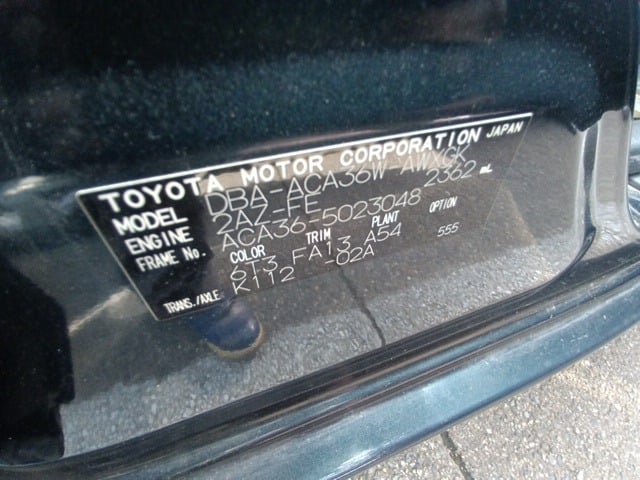 TOYOTA MOTOR CORPORATION JAPAN
MODEL DBA-ACA36W-AWXGK
ENGINE 2AZ-FE 2362 mL
FRAME No. ACA36-5023048
COLOR TRIM PLANT OPTION
6T3 FA13 A54 555
TRANS./AXLE K112 -02A